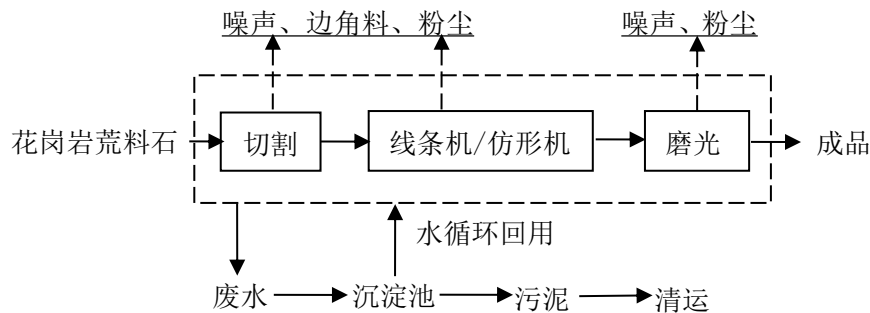 噪声、边角料、粉尘 噪声、粉尘
花岗岩荒料石 切割 线条机/仿形机 磨光 成品
水循环回用
废水 沉淀池 污泥 清运